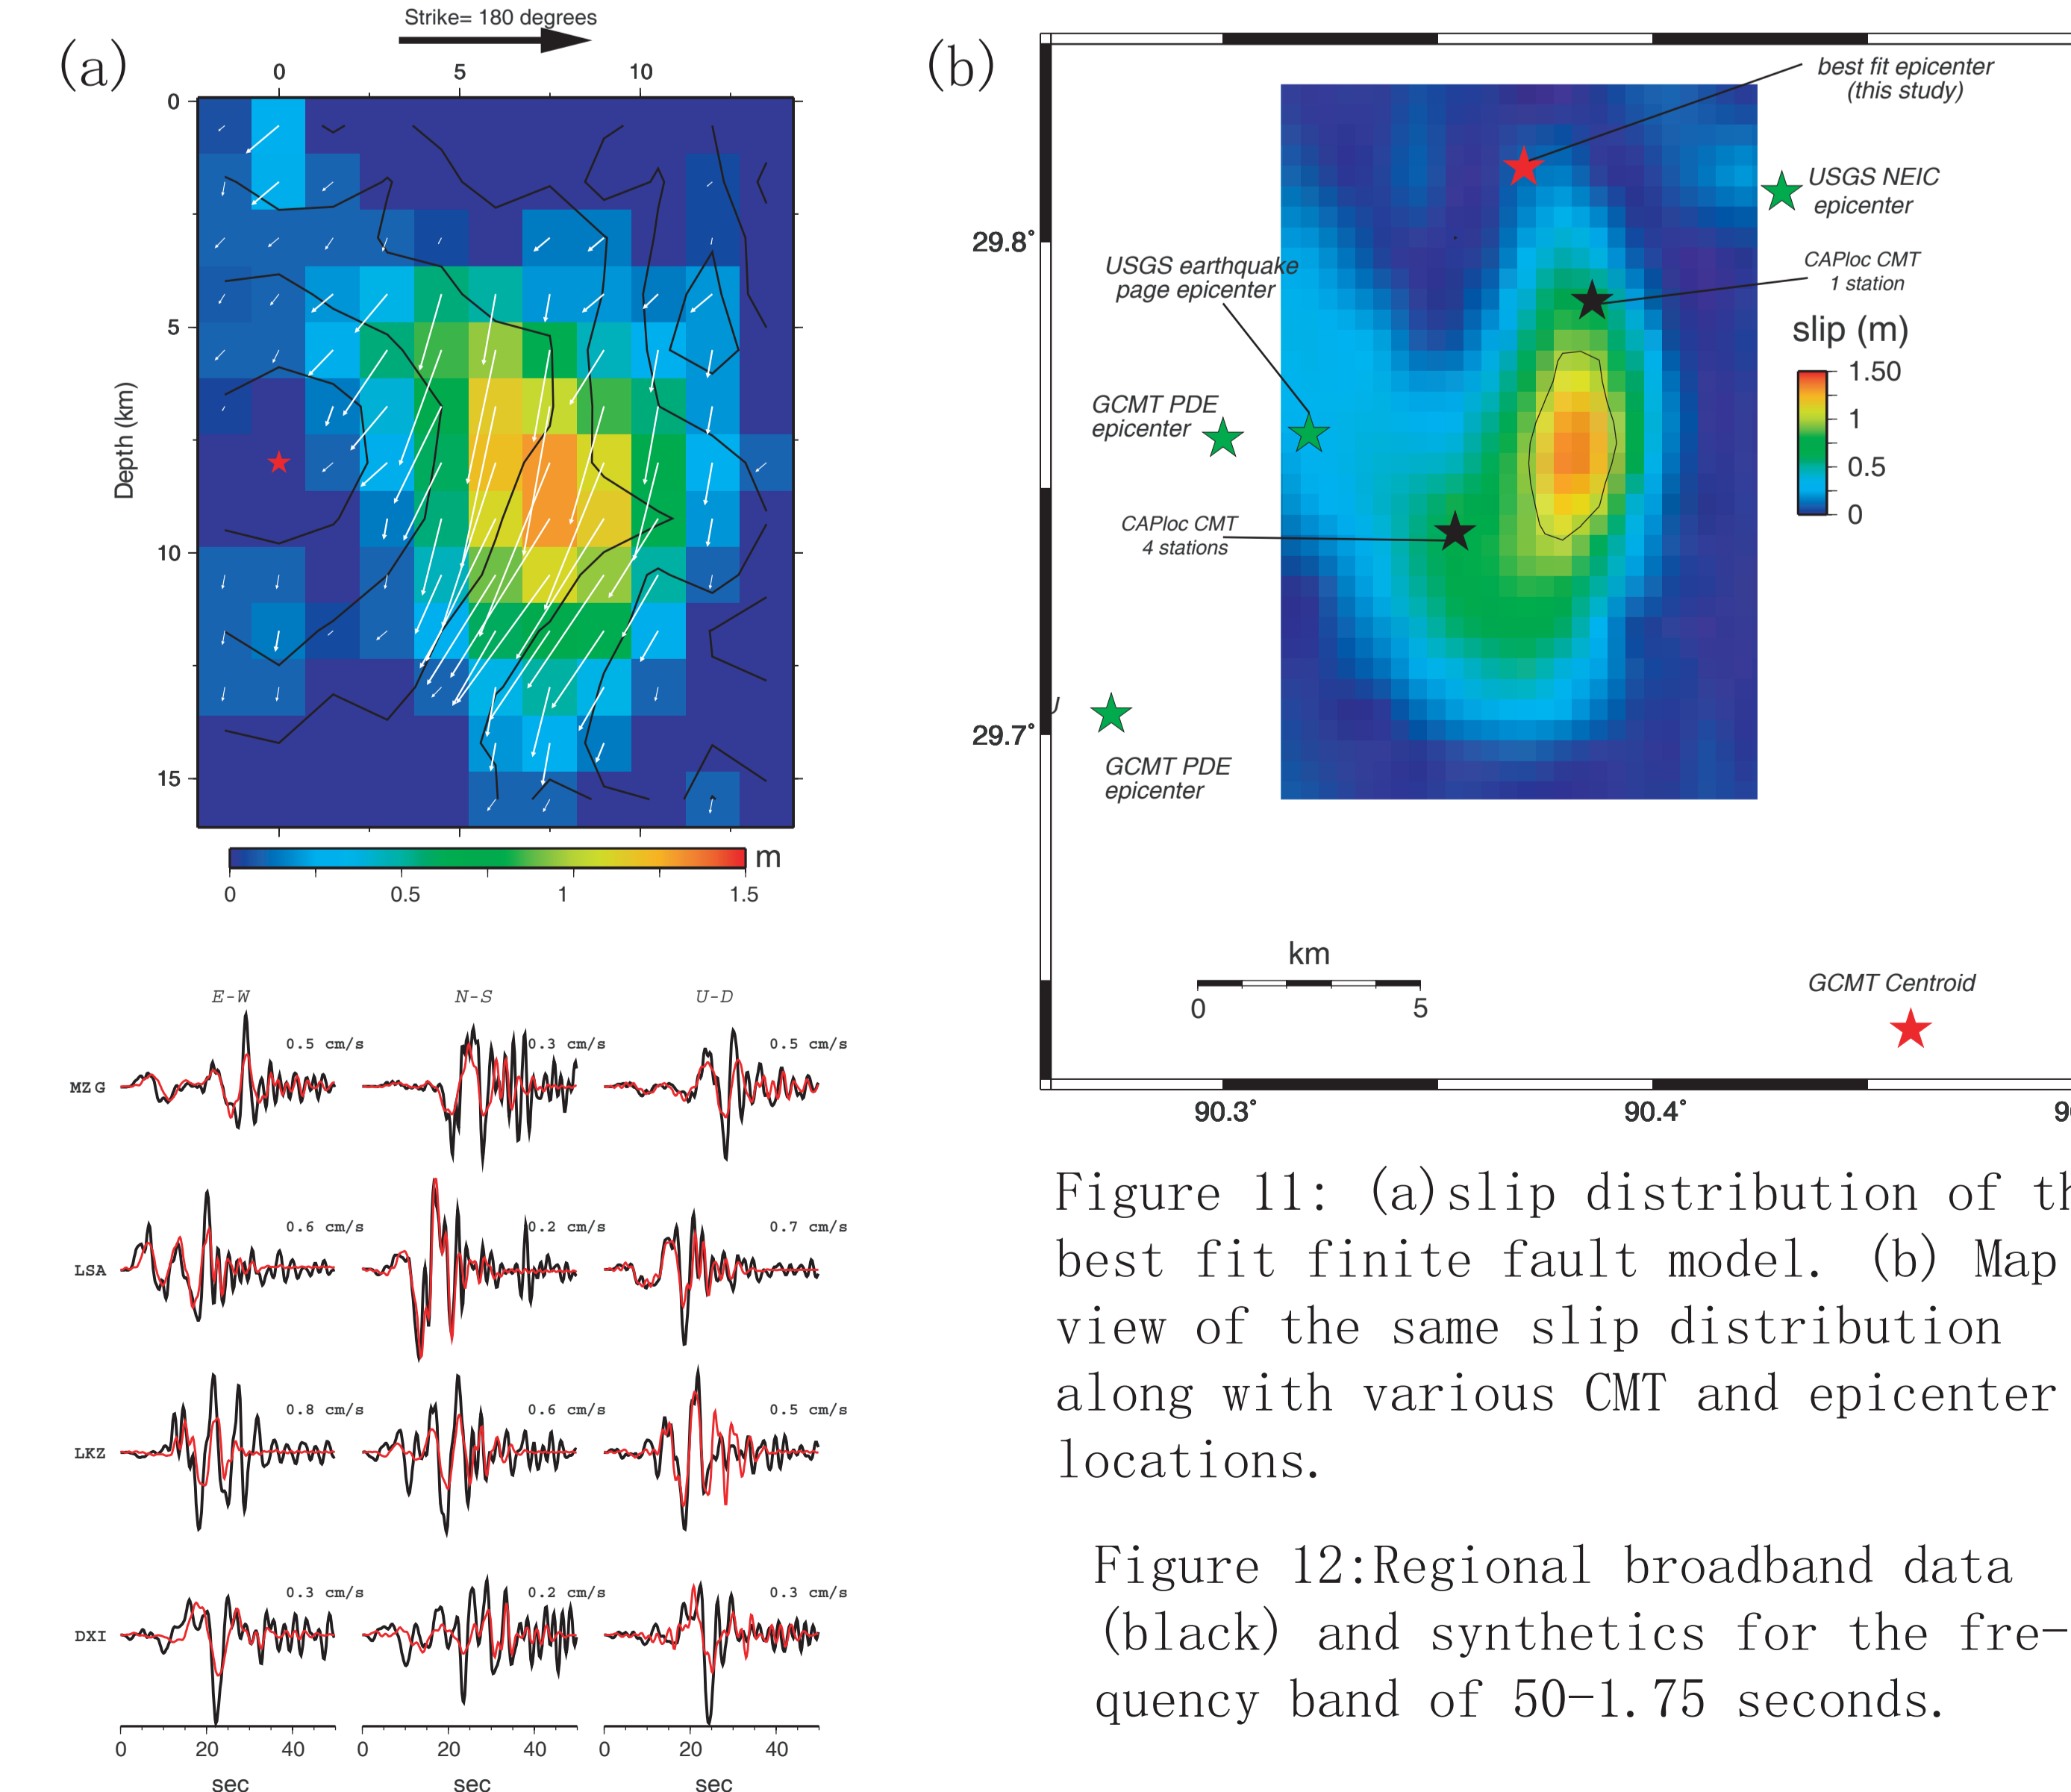 (a)
Strike= 180 degrees
0 5 10
0
5
10
15
Depth (km)
m
0 0.5 1 1.5
(b)
best fit epicenter
(this study)
USGS NEIC
epicenter
29.8°
USGS earthquake
page epicenter
CAPloc CMT
1 station
slip (m)
1.50
1
0.5
0
GCMT PDE
epicenter
CAPloc CMT
4 stations
29.7°
GCMT PDE
epicenter
km
0 5
GCMT Centroid
90.3° 90.4°
E-W N-S U-D
MZG 0.5 cm/s 0.3 cm/s 0.5 cm/s
LSA 0.6 cm/s 0.2 cm/s 0.7 cm/s
LKZ 0.8 cm/s 0.6 cm/s 0.5 cm/s
DXI 0.3 cm/s 0.2 cm/s 0.3 cm/s
0 20 40 0 20 40 0 20 40
sec sec sec
Figure 11: (a)slip distribution of th
best fit finite fault model. (b) Map
view of the same slip distribution
along with various CMT and epicenter
locations.
Figure 12:Regional broadband data
(black) and synthetics for the fre-
quency band of 50-1.75 seconds.